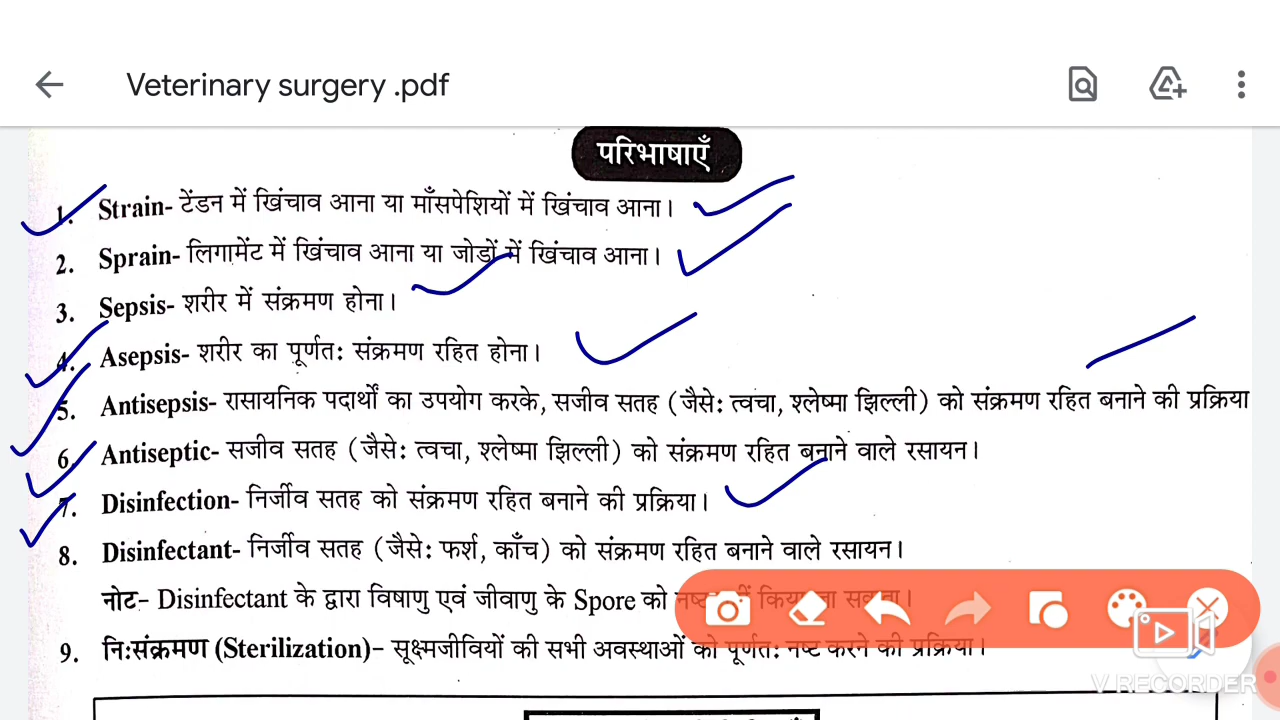 Veterinary surgery .pdf
परिभाषाएँ
1. Strain- टेंडन में खिंचाव आना या माँसपेशियों में खिंचाव आना।
2. Sprain- लिगामेंट में खिंचाव आना या जोडों में खिंचाव आना।
3. Sepsis- शरीर में संक्रमण होना।
4. Asepsis- शरीर का पूर्णत: संक्रमण रहित होना।
5. Antisepsis- रासायनिक पदार्थों का उपयोग करके, सजीव सतह (जैसे: त्वचा, श्लेष्मा झिल्ली) को संक्रमण रहित बनाने की प्रक्रिया
6. Antiseptic- सजीव सतह (जैसे: त्वचा, श्लेष्मा झिल्ली) को संक्रमण रहित बनाने वाले रसायन।
7. Disinfection- निर्जीव सतह को संक्रमण रहित बनाने की प्रक्रिया।
8. Disinfectant- निर्जीव सतह (जैसे: फर्श, काँच) को संक्रमण रहित बनाने वाले रसायन।
नोट- Disinfectant के द्वारा विषाणु एवं जीवाणु के Spore को
9. नि:संक्रमण (Sterilization)- सूक्ष्मजीवियों की सभी अवस्थाओं को पूर्णत: नष्ट करने की प्रक्रिया।
V RECORDER